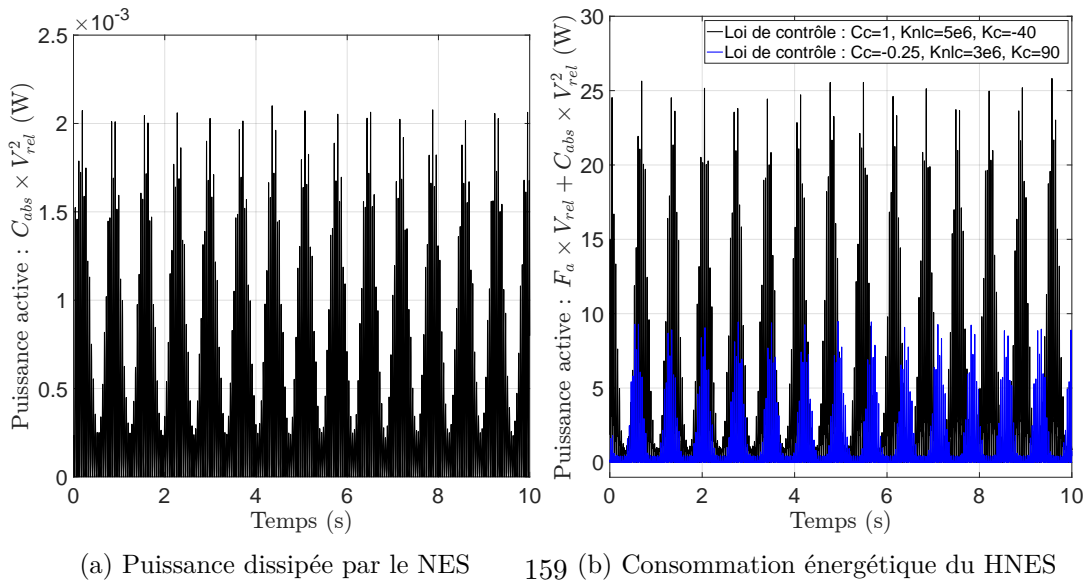 ×10⁻³
2.5
2
1.5
1
0.5
0
Puissance active : C_abs × V²_rel (W)
0 2 4 6 8 10
Temps (s)
(a) Puissance dissipée par le NES
30
25
20
15
10
5
0
Puissance active : F_a × V_rel + C_abs × V²_rel (W)
Loi de contrôle : Cc=1, Knlc=5e6, Kc=-40
Loi de contrôle : Cc=-0.25, Knlc=3e6, Kc=90
0 2 4 6 8 10
Temps (s)
159
(b) Consommation énergétique du HNES